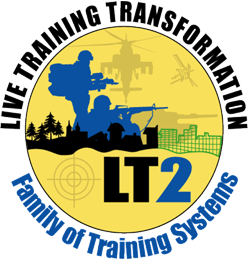 LIVE TRAINING TRANSFORMATION
LT2
Family of Training Systems